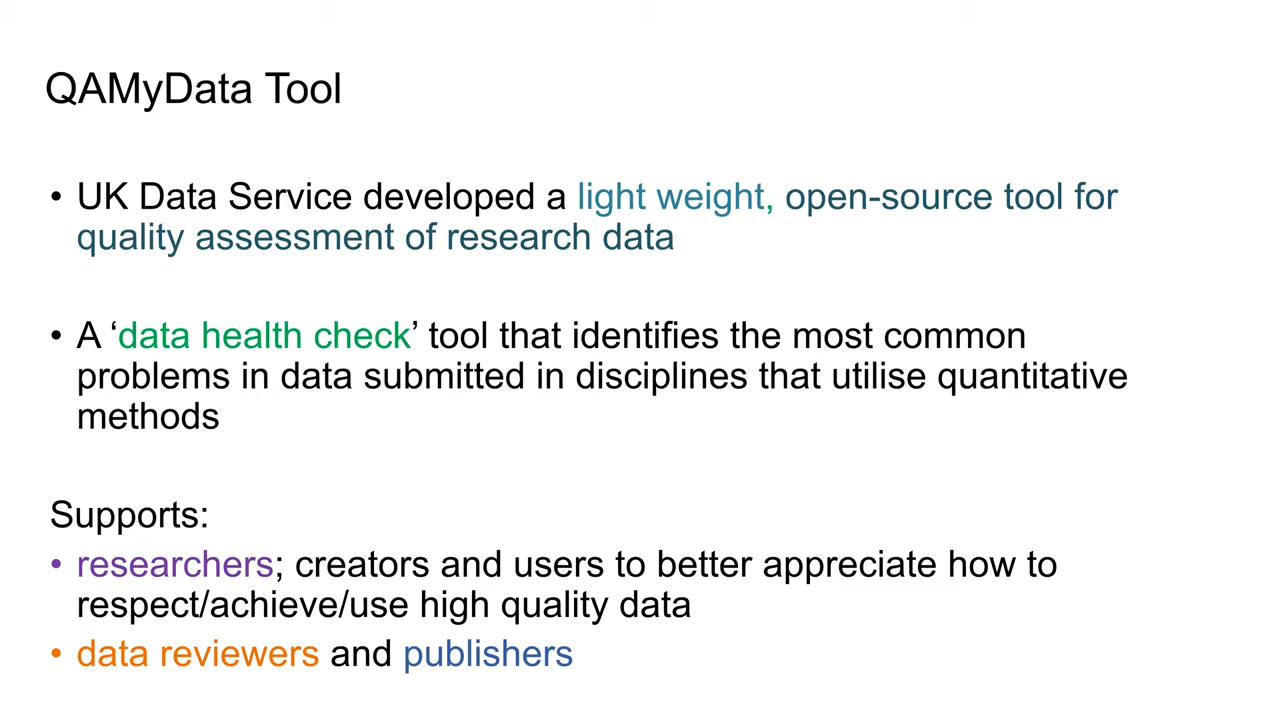 QAMyData Tool
• UK Data Service developed a light weight, open-source tool for
quality assessment of research data
• A ‘data health check’ tool that identifies the most common
problems in data submitted in disciplines that utilise quantitative
methods
Supports:
• researchers; creators and users to better appreciate how to
respect/achieve/use high quality data
• data reviewers and publishers